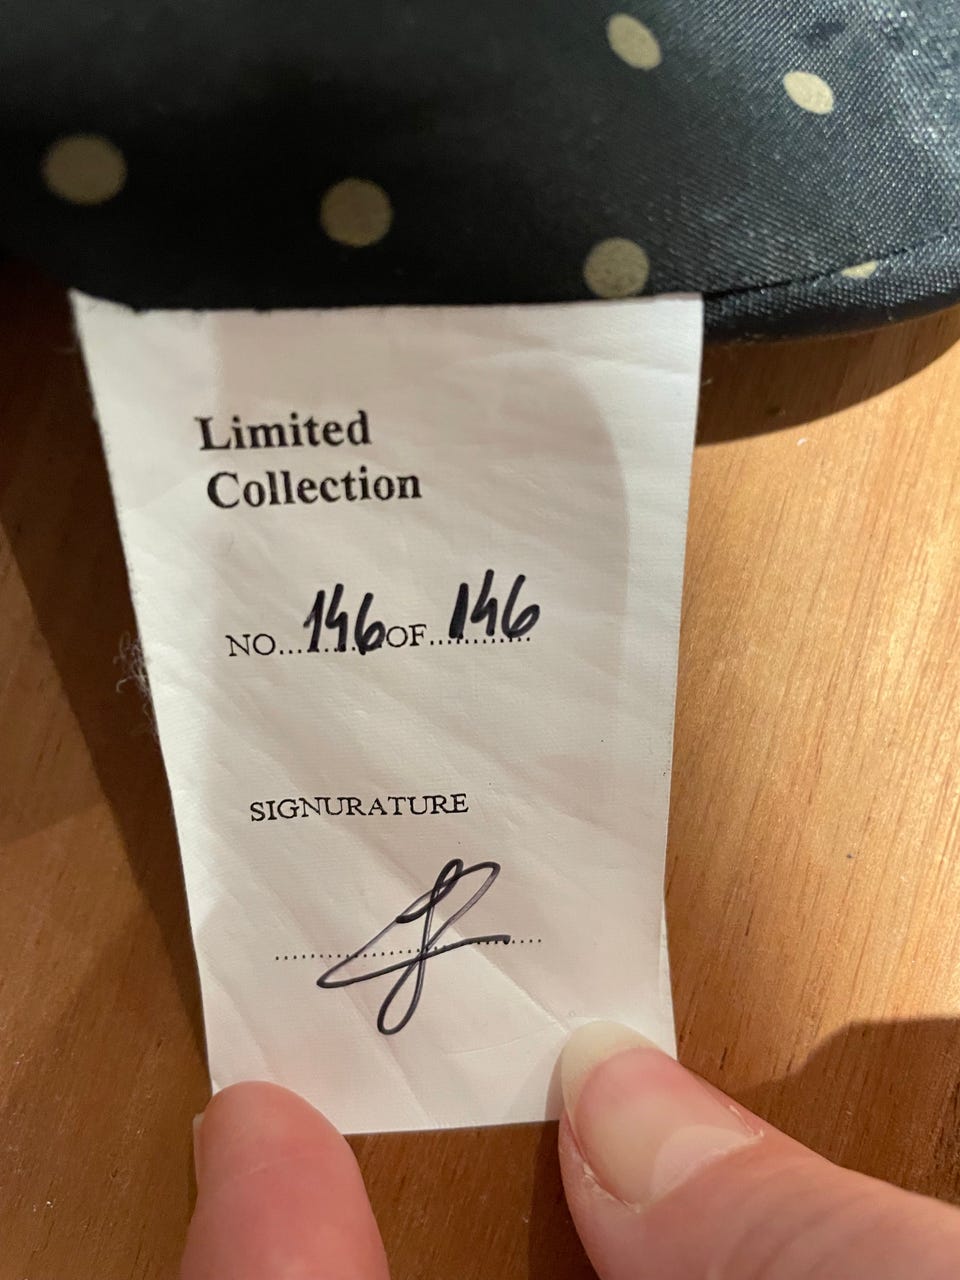 Limited
Collection
NO...146...OF...146...
SIGNURATURE